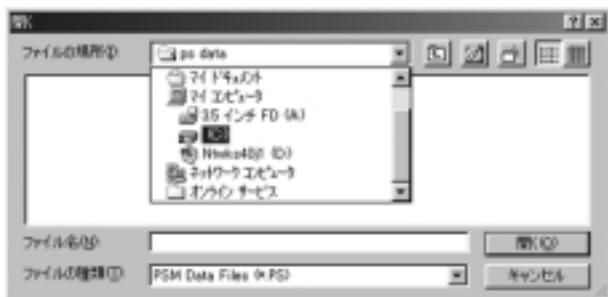 開く
ファイルの場所(I):
ps data
マイ ドキュメント
マイ コンピュータ
3.5 インチ FD (A:)
(C:)
(D:)
ネットワーク コンピュータ
オンライン サービス
ファイル名(N):
開く(O)
ファイルの種類(T):
PSM Data Files (*.PS)
キャンセル